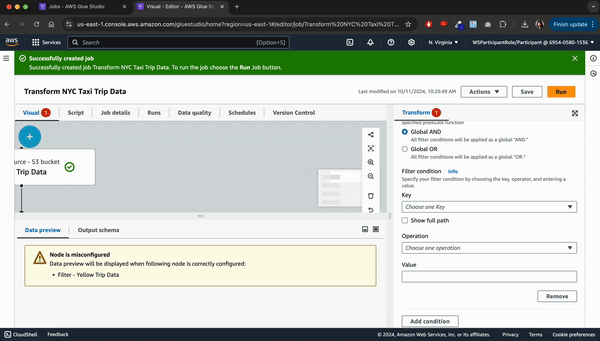 Jobs - AWS Glue Studio
Visual - Editor - AWS Glue Stu
us-east-1.console.aws.amazon.com/gluestudio/home?region=us-east-1#/editor/job/Transform%20NYC%20Taxi%20T...
Finish update
aws
Services
Search
[Option+S]
N. Virginia
WSParticipantRole/Participant @ 6954-0580-1536
Successfully created job
Successfully created job Transform NYC Taxi Trip Data. To run the job choose the Run Job button.
Transform NYC Taxi Trip Data
Last modified on 10/11/2024, 10:29:49 AM
Actions
Save
Run
Visual 1
Script
Job details
Runs
Data quality
Schedules
Version Control
urce - S3 bucket
Trip Data
Data preview
Output schema
Node is misconfigured
Data preview will be displayed when following node is correctly configured:
• Filter - Yellow Trip Data
Transform 1
specified predicate function
Global AND
All filter conditions will be applied as a global "AND."
Global OR
All filter conditions will be applied as a global "OR."
Filter condition Info
Specify your filter condition by choosing the key, operator, and entering a
value.
Key
Choose one Key
Show full path
Operation
Choose one operation
Value
Remove
Add condition
CloudShell
Feedback
© 2024, Amazon Web Services, Inc. or its affiliates.
Privacy
Terms
Cookie preferences